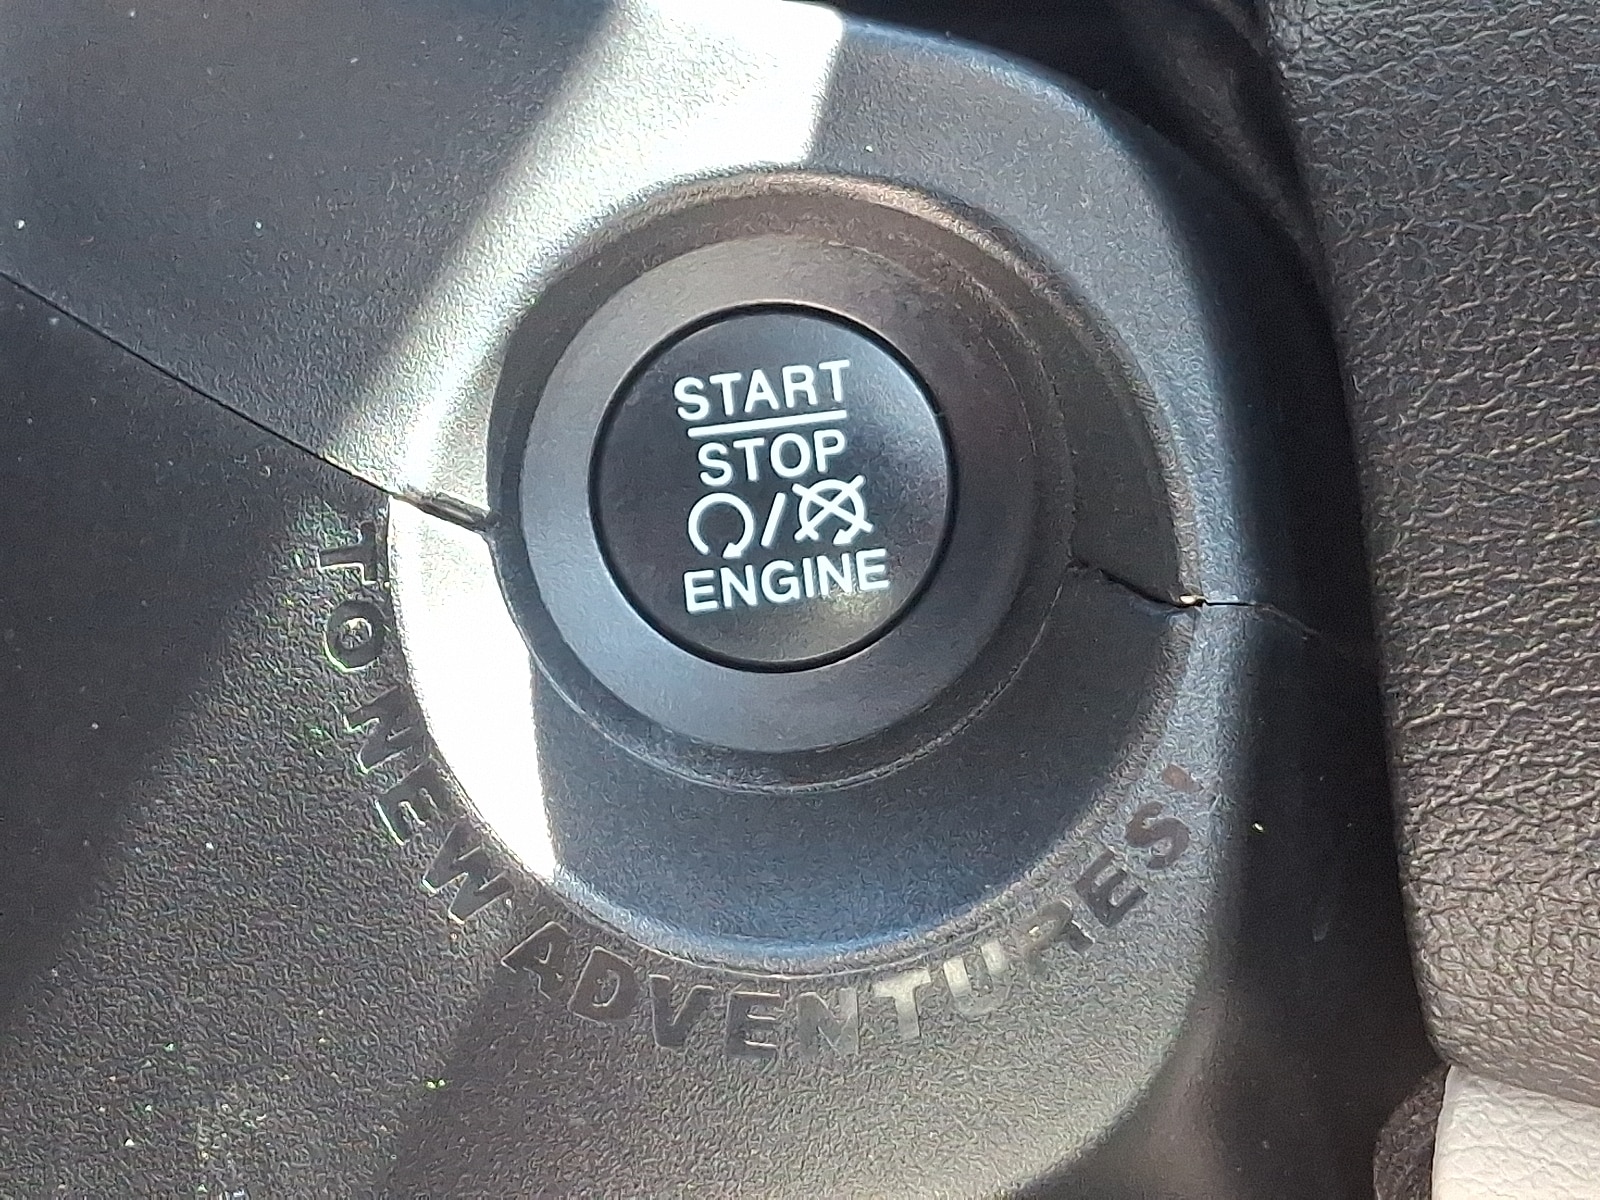 START
STOP
ENGINE
TO NEW ADVENTURES!